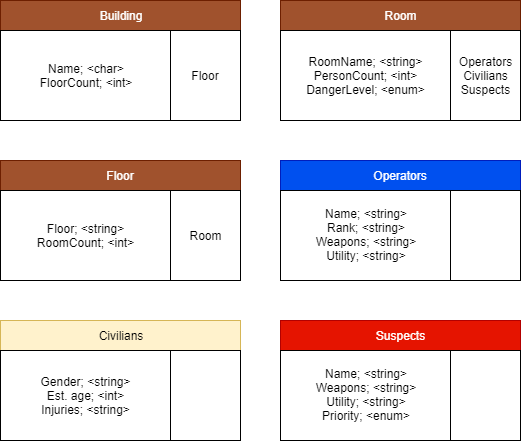 Building
Name; <char>
FloorCount; <int>
Floor
Room
RoomName; <string>
PersonCount; <int>
DangerLevel; <enum>
Operators
Civilians
Suspects
Floor
Floor; <string>
RoomCount; <int>
Room
Operators
Name; <string>
Rank; <string>
Weapons; <string>
Utility; <string>
Civilians
Gender; <string>
Est. age; <int>
Injuries; <string>
Suspects
Name; <string>
Weapons; <string>
Utility; <string>
Priority; <enum>